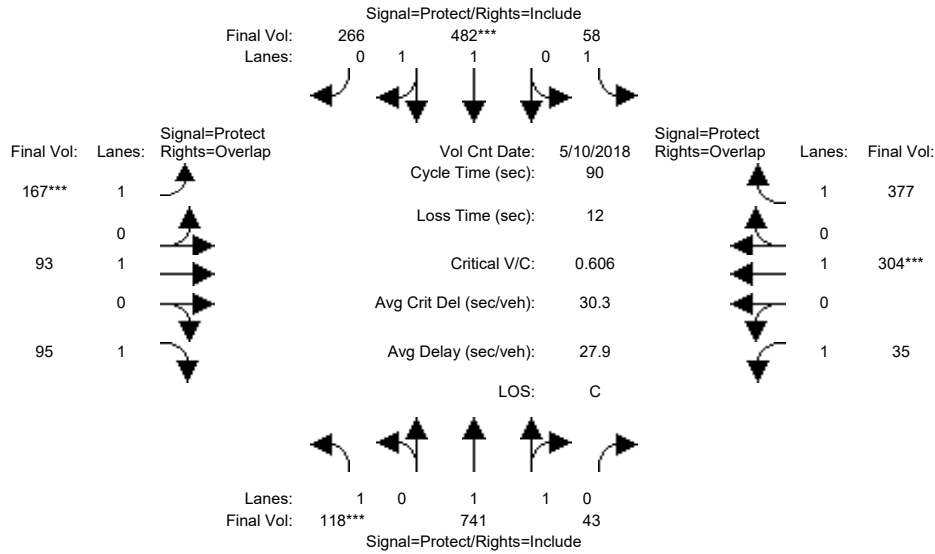 Signal=Protect/Rights=Include
Final Vol: 266 482*** 58
Lanes: 0 1 1 0 1
Signal=Protect
Final Vol: Lanes: Rights=Overlap
Vol Cnt Date: 5/10/2018
Signal=Protect
Rights=Overlap Lanes: Final Vol:
Cycle Time (sec): 90
167*** 1
1 377
Loss Time (sec): 12
0
0
93 1
Critical V/C: 0.606
1 304***
0
Avg Crit Del (sec/veh): 30.3
0
95 1
Avg Delay (sec/veh): 27.9
1 35
LOS: C
Lanes: 1 0 1 1 0
Final Vol: 118*** 741 43
Signal=Protect/Rights=Include